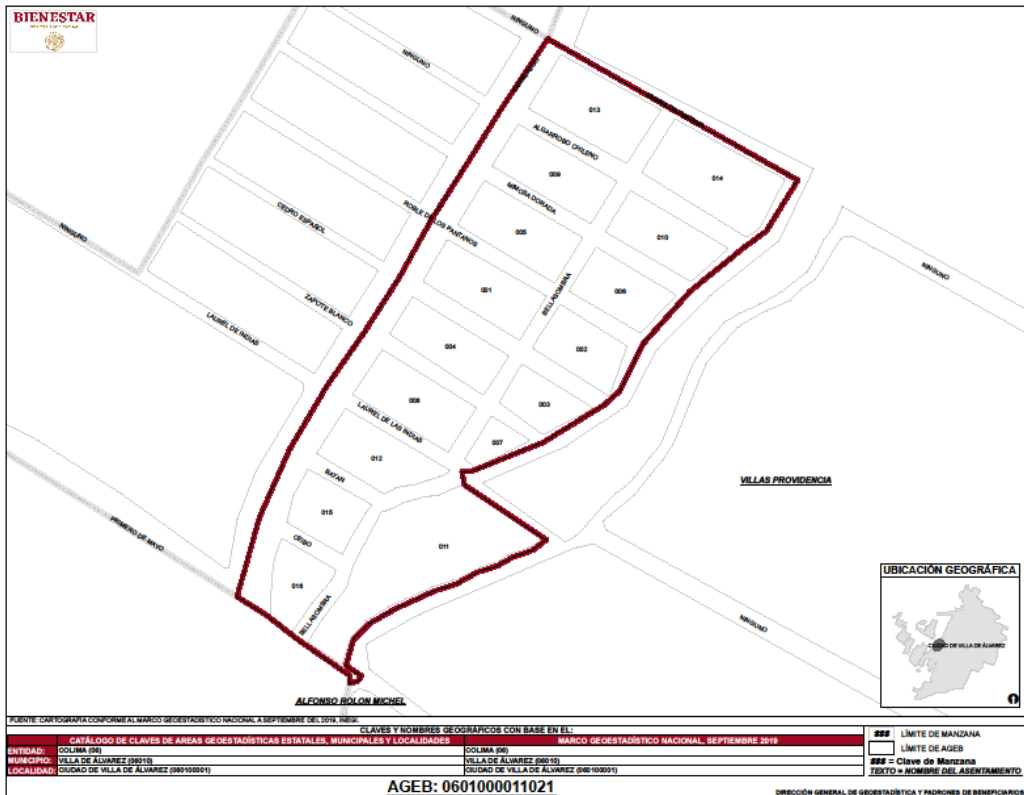 BIENESTAR
NINGUNO
NINGUNO
013
ALGARROBO CHILENO
009
014
MIMOSA DORADA
ROBLE DE LOS PANTANOS
CEDRO ESPAÑOL
005
010
NINGUNO
NINGUNO
001
BELLASOMBRA
006
ZAPOTE BLANCO
LAUREL DE INDIAS
004
002
008
003
LAUREL DE LAS INDIAS
007
012
BAYAN
VILLAS PROVIDENCIA
015
PRIMERO DE MAYO
CEIBO
011
016
BELLASOMBRA
NINGUNO
UBICACIÓN GEOGRÁFICA
CIUDAD DE VILLA DE ÁLVAREZ
ALFONSO ROLON MICHEL
FUENTE: CARTOGRAFÍA CONFORME AL MARCO GEOESTADÍSTICO NACIONAL A SEPTIEMBRE DEL 2019, INEGI.
CLAVES Y NOMBRES GEOGRÁFICOS CON BASE EN EL:
CATÁLOGO DE CLAVES DE AREAS GEOESTADÍSTICAS ESTATALES, MUNICIPALES Y LOCALIDADES
MARCO GEOESTADÍSTICO NACIONAL, SEPTIEMBRE 2019
ENTIDAD: COLIMA (06) COLIMA (06)
MUNICIPIO: VILLA DE ÁLVAREZ (06010) VILLA DE ÁLVAREZ (06010)
LOCALIDAD: CIUDAD DE VILLA DE ÁLVAREZ (060100001) CIUDAD DE VILLA DE ÁLVAREZ (060100001)
### LÍMITE DE MANZANA
LÍMITE DE AGEB
### = Clave de Manzana
TEXTO = NOMBRE DEL ASENTAMIENTO
AGEB: 0601000011021
DIRECCIÓN GENERAL DE GEOESTADÍSTICA Y PADRONES DE BENEFICIARIOS